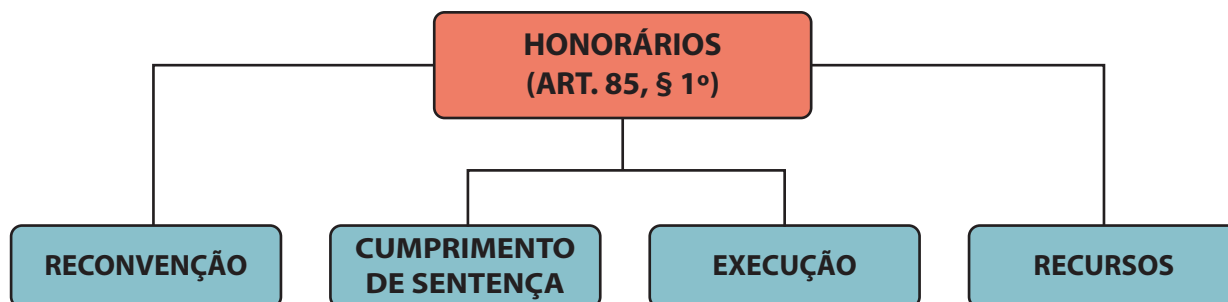 HONORÁRIOS
(ART. 85, § 1º)
RECONVENÇÃO
CUMPRIMENTO
DE SENTENÇA
EXECUÇÃO
RECURSOS